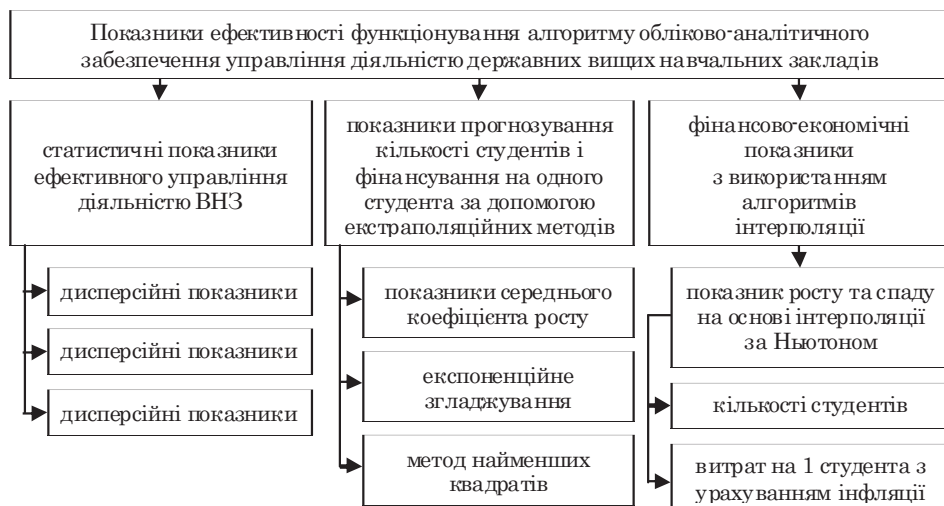 Показники ефективності функціонування алгоритму обліково-аналітичного
забезпечення управління діяльністю державних вищих навчальних закладів
статистичні показники
ефективного управління
діяльністю ВНЗ
дисперсійні показники
дисперсійні показники
дисперсійні показники
показники прогнозування
кількості студентів і
фінансування на одного
студента за допомогою
екстраполяційних методів
показники середнього
коефіцієнта росту
експоненційне
згладжування
метод найменших
квадратів
фінансово-економічні
показники
з використанням
алгоритмів
інтерполяції
показник росту та спаду
на основі інтерполяції
за Ньютоном
кількості студентів
витрат на 1 студента з
урахуванням інфляції